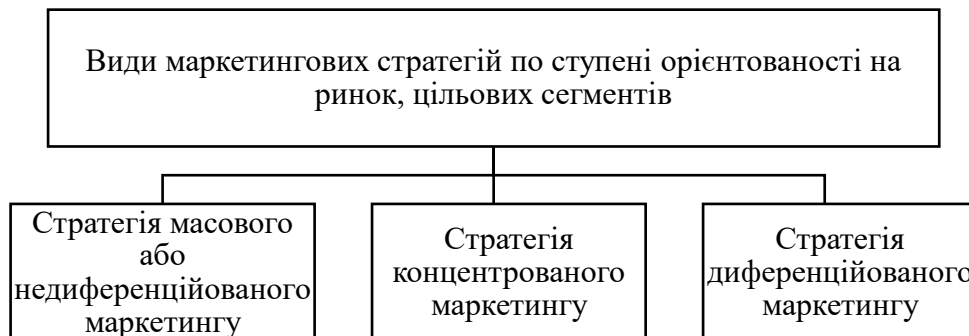 Види маркетингових стратегій по ступені орієнтованості на
ринок, цільових сегментів
Стратегія масового
або
недиференційованого
маркетингу
Стратегія
концентрованого
маркетингу
Стратегія
диференційованого
маркетингу